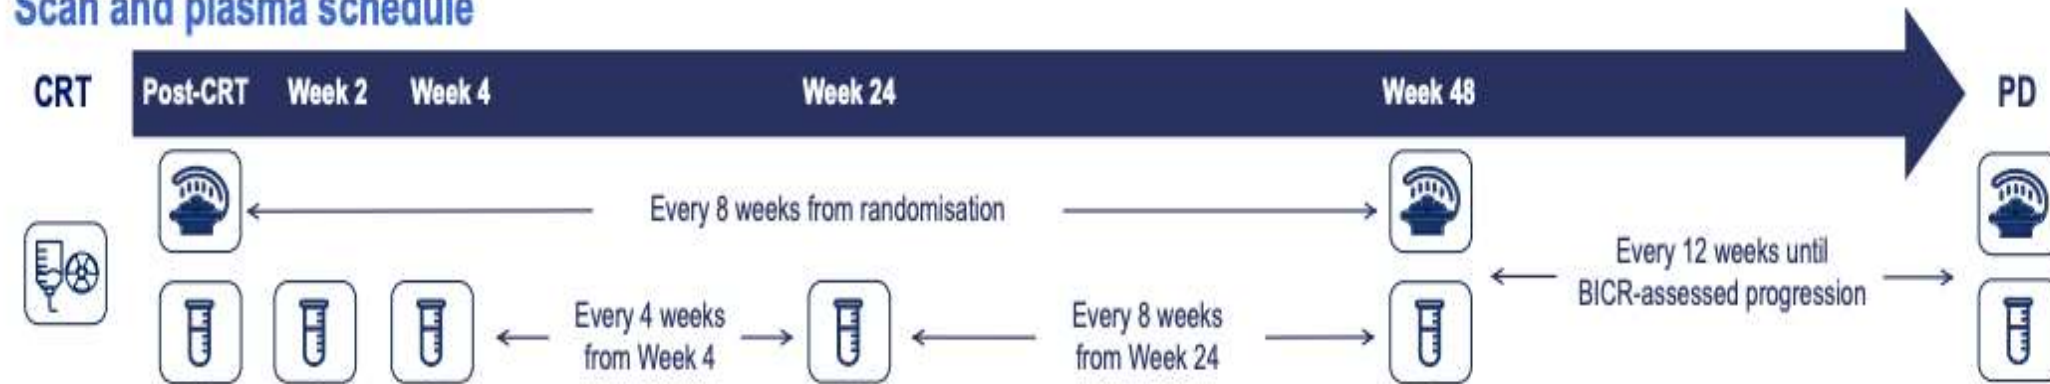 Scan and plasma schedule
CRT
Post-CRT
Week 2
Week 4
Week 24
Week 48
PD
Every 8 weeks from randomisation
Every 12 weeks until
BICR-assessed progression
Every 4 weeks
from Week 4
Every 8 weeks
from Week 24